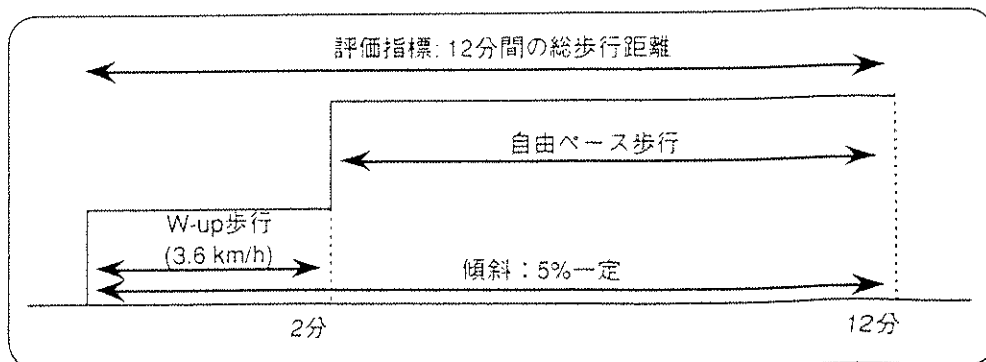 評価指標: 12分間の総歩行距離
自由ペース歩行
W-up歩行
(3.6 km/h)
傾斜：5%一定
2分
12分